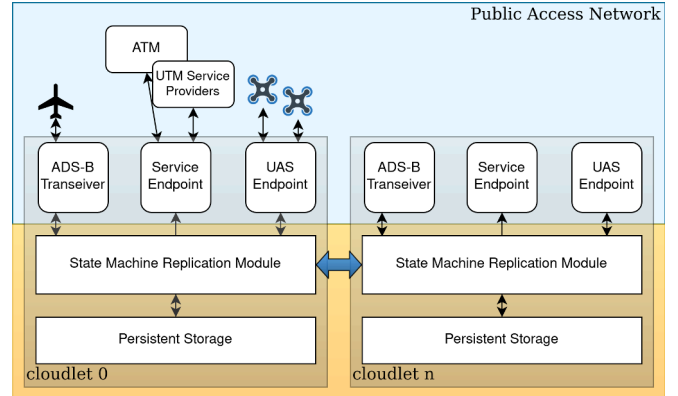 Public Access Network
ATM
UTM Service
Providers
ADS-B
Transeiver
Service
Endpoint
UAS
Endpoint
ADS-B
Transeiver
Service
Endpoint
UAS
Endpoint
State Machine Replication Module
State Machine Replication Module
Persistent Storage
Persistent Storage
cloudlet 0
cloudlet n